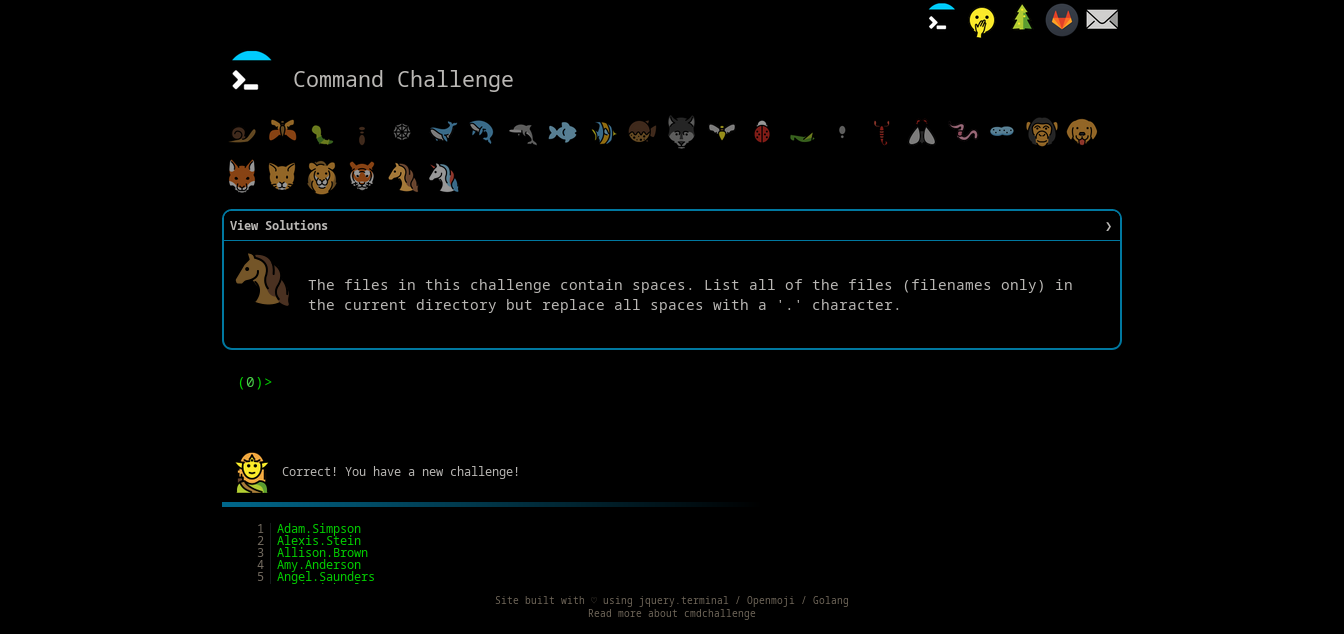 Command Challenge
View Solutions ❯
The files in this challenge contain spaces. List all of the files (filenames only) in
the current directory but replace all spaces with a '.' character.
(0)>
Correct! You have a new challenge!
1 Adam.Simpson
2 Alexis.Stein
3 Allison.Brown
4 Amy.Anderson
5 Angel.Saunders
Site built with ♡ using jquery.terminal / Openmoji / Golang
Read more about cmdchallenge